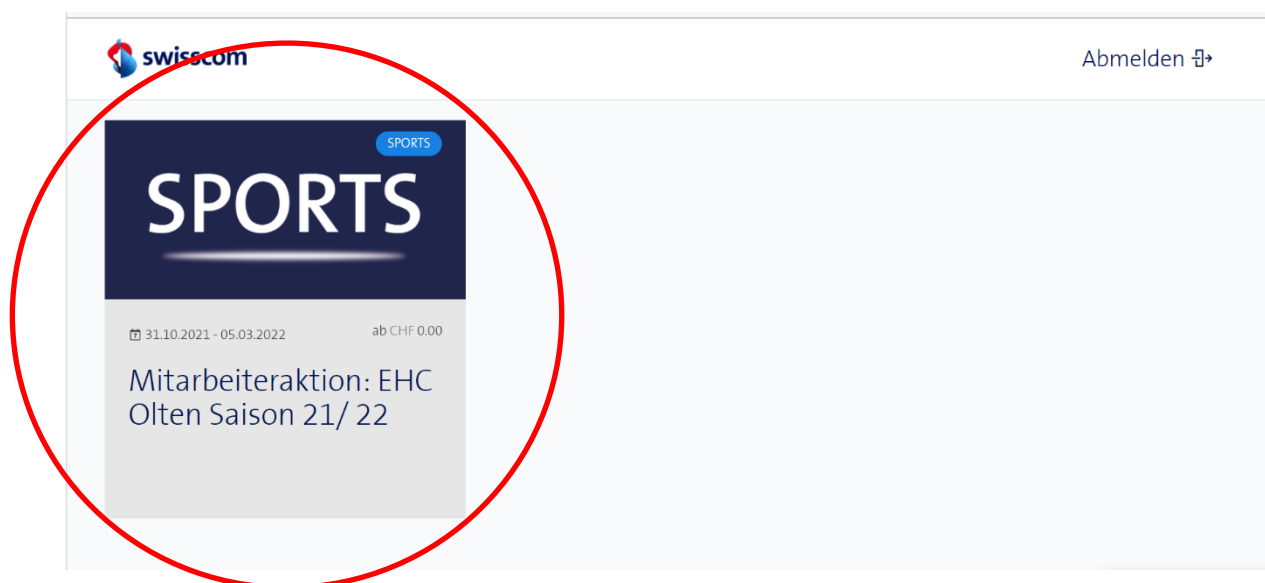 swisscom
Abmelden
SPORTS
SPORTS
31.10.2021 - 05.03.2022
ab CHF 0.00
Mitarbeiteraktion: EHC
Olten Saison 21/ 22